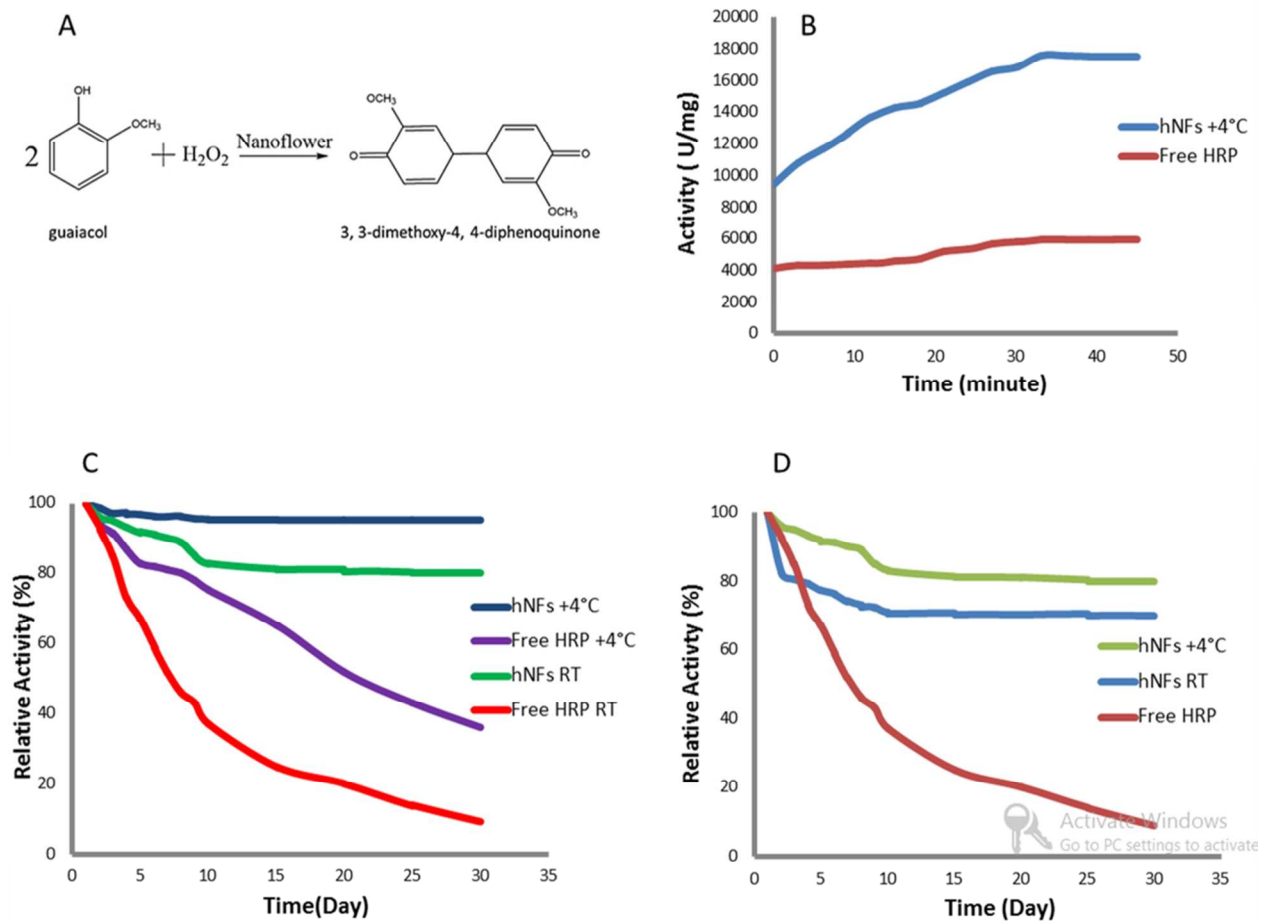 A
OH
OCH3
2
+ H2O2
Nanoflower
OCH3
O
O
OCH3
guaiacol
3, 3-dimethoxy-4, 4-diphenoquinone
B
20000
18000
16000
14000
12000
10000
8000
6000
4000
2000
0
Activity ( U/mg)
0 10 20 30 40 50
Time (minute)
hNFs +4°C
Free HRP
C
100
80
60
40
20
0
Relative Activity (%)
0 5 10 15 20 25 30 35
Time(Day)
hNFs +4°C
Free HRP +4°C
hNFs RT
Free HRP RT
D
100
80
60
40
20
0
Relative Activty (%)
0 5 10 15 20 25 30 35
Time (Day)
hNFs +4°C
hNFs RT
Free HRP
Activate Windows
Go to PC settings to activate